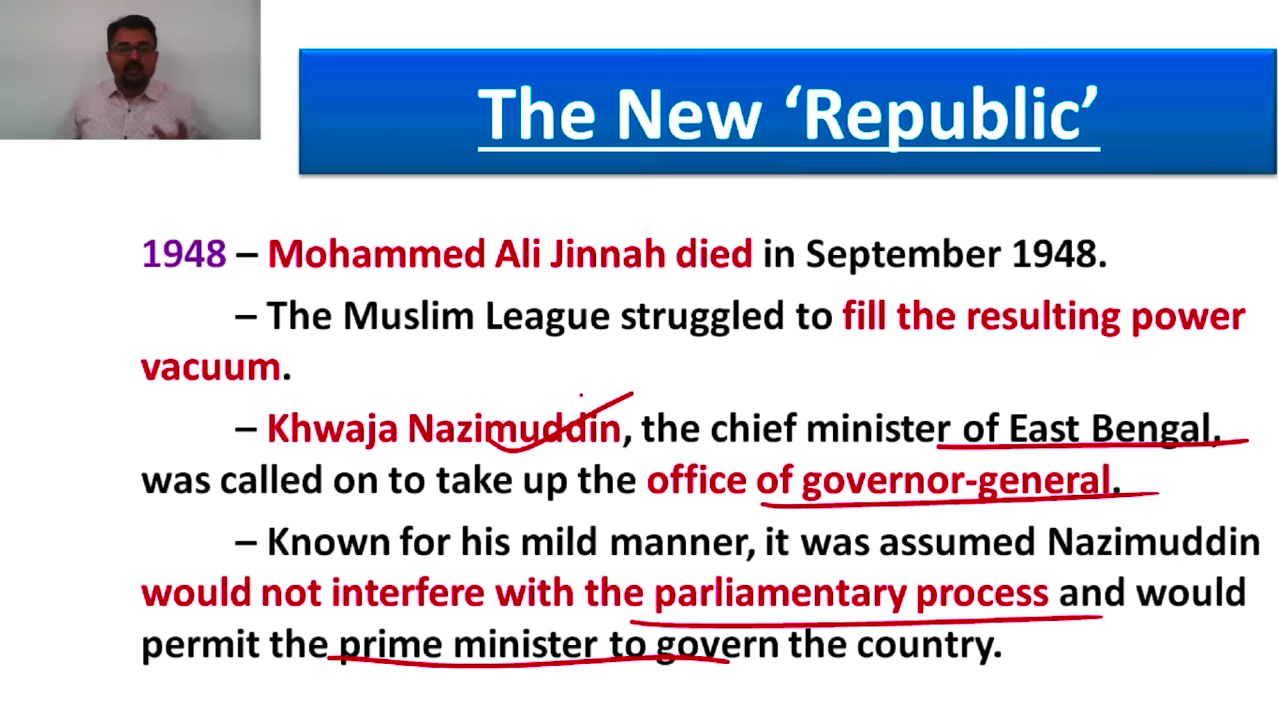 The New ‘Republic’
1948 – Mohammed Ali Jinnah died in September 1948.
– The Muslim League struggled to fill the resulting power
vacuum.
– Khwaja Nazimuddin, the chief minister of East Bengal,
was called on to take up the office of governor-general.
– Known for his mild manner, it was assumed Nazimuddin
would not interfere with the parliamentary process and would
permit the prime minister to govern the country.